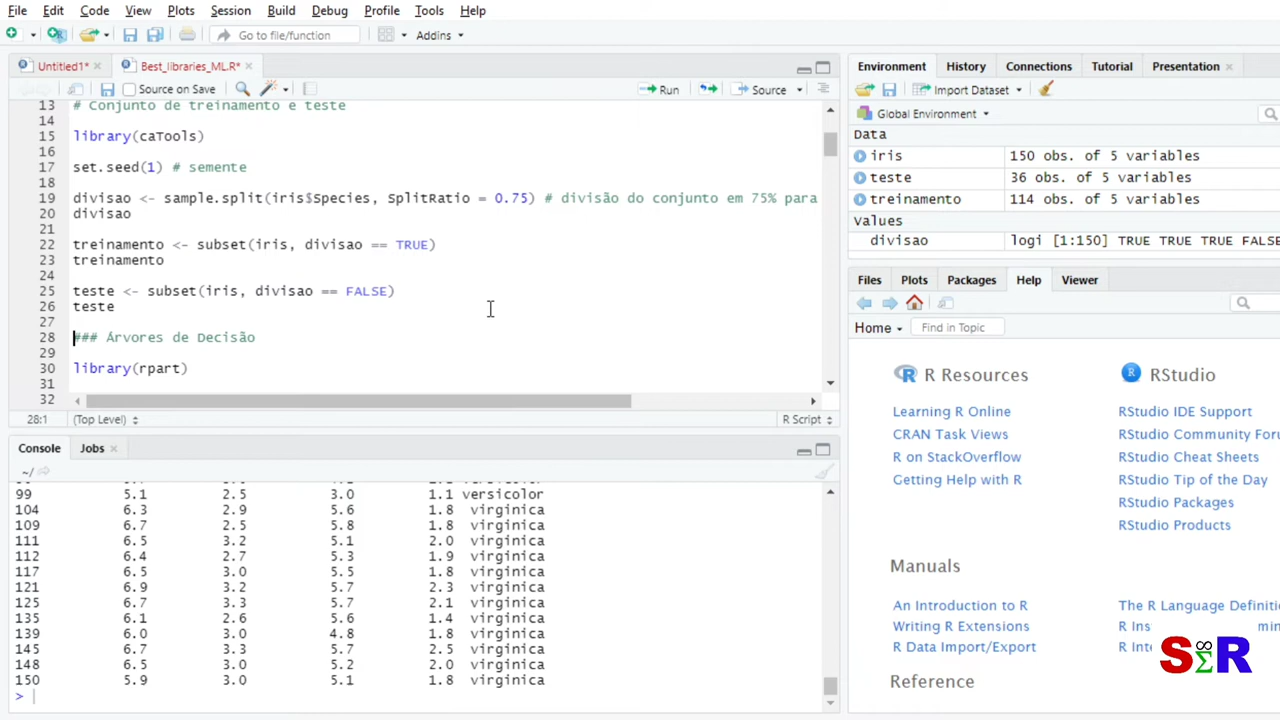 File Edit Code View Plots Session Build Debug Profile Tools Help
Go to file/function Addins
Untitled1* Best_libraries_ML.R*
Source on Save Run Source
13 # Conjunto de treinamento e teste
14
15 library(caTools)
16
17 set.seed(1) # semente
18
19 divisao <- sample.split(iris$Species, SplitRatio = 0.75) # divisão do conjunto em 75% para
20 divisao
21
22 treinamento <- subset(iris, divisao == TRUE)
23 treinamento
24
25 teste <- subset(iris, divisao == FALSE)
26 teste
27
28 ### Árvores de Decisão
29
30 library(rpart)
31
32
28:1 (Top Level) R Script
Console Jobs
~/
99 5.1 2.5 3.0 1.1 versicolor
104 6.3 2.9 5.6 1.8 virginica
109 6.7 2.5 5.8 1.8 virginica
111 6.5 3.2 5.1 2.0 virginica
112 6.4 2.7 5.3 1.9 virginica
117 6.5 3.0 5.5 1.8 virginica
121 6.9 3.2 5.7 2.3 virginica
125 6.7 3.3 5.7 2.1 virginica
135 6.1 2.6 5.6 1.4 virginica
139 6.0 3.0 4.8 1.8 virginica
145 6.7 3.3 5.7 2.5 virginica
148 6.5 3.0 5.2 2.0 virginica
150 5.9 3.0 5.1 1.8 virginica
>
Environment History Connections Tutorial Presentation
Import Dataset
Global Environment
Data
iris 150 obs. of 5 variables
teste 36 obs. of 5 variables
treinamento 114 obs. of 5 variables
Values
divisao logi [1:150] TRUE TRUE TRUE FALSE
Files Plots Packages Help Viewer
Home Find in Topic
R Resources
Learning R Online
CRAN Task Views
R on StackOverflow
Getting Help with R
RStudio
RStudio IDE Support
RStudio Community For
RStudio Cheat Sheets
RStudio Tip of the Day
RStudio Packages
RStudio Products
Manuals
An Introduction to R
Writing R Extensions
R Data Import/Export
The R Language Definiti
R Ins min
R Inte
Reference
S∞ΣR